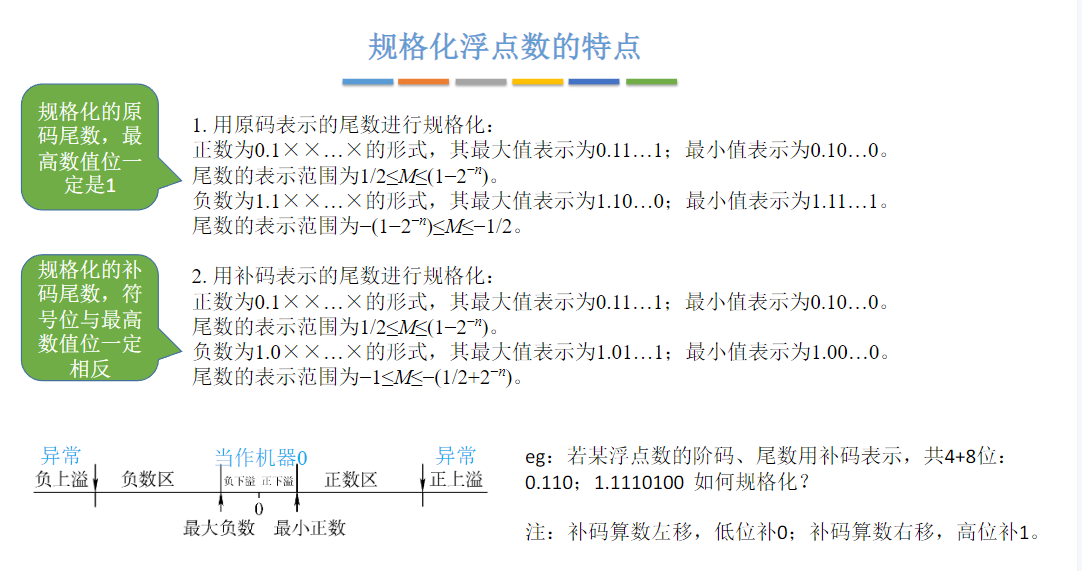 规格化浮点数的特点
规格化的原
码尾数，最
高数值位一
定是1
1. 用原码表示的尾数进行规格化：
正数为0.1××…×的形式，其最大值表示为0.11…1；最小值表示为0.10…0。
尾数的表示范围为1/2≤M≤(1−2⁻ⁿ)。
负数为1.1××…×的形式，其最大值表示为1.10…0；最小值表示为1.11…1。
尾数的表示范围为−(1−2⁻ⁿ)≤M≤−1/2。
规格化的补
码尾数，符
号位与最高
数值位一定
相反
2. 用补码表示的尾数进行规格化：
正数为0.1××…×的形式，其最大值表示为0.11…1；最小值表示为0.10…0。
尾数的表示范围为1/2≤M≤(1−2⁻ⁿ)。
负数为1.0××…×的形式，其最大值表示为1.01…1；最小值表示为1.00…0。
尾数的表示范围为−1≤M≤−(1/2+2⁻ⁿ)。
异常 当作机器0 异常
负上溢 负数区 负下溢 正下溢 正数区 正上溢
0
最大负数 最小正数
eg：若某浮点数的阶码、尾数用补码表示，共4+8位：
0.110；1.1110100 如何规格化？
注：补码算数左移，低位补0；补码算数右移，高位补1。